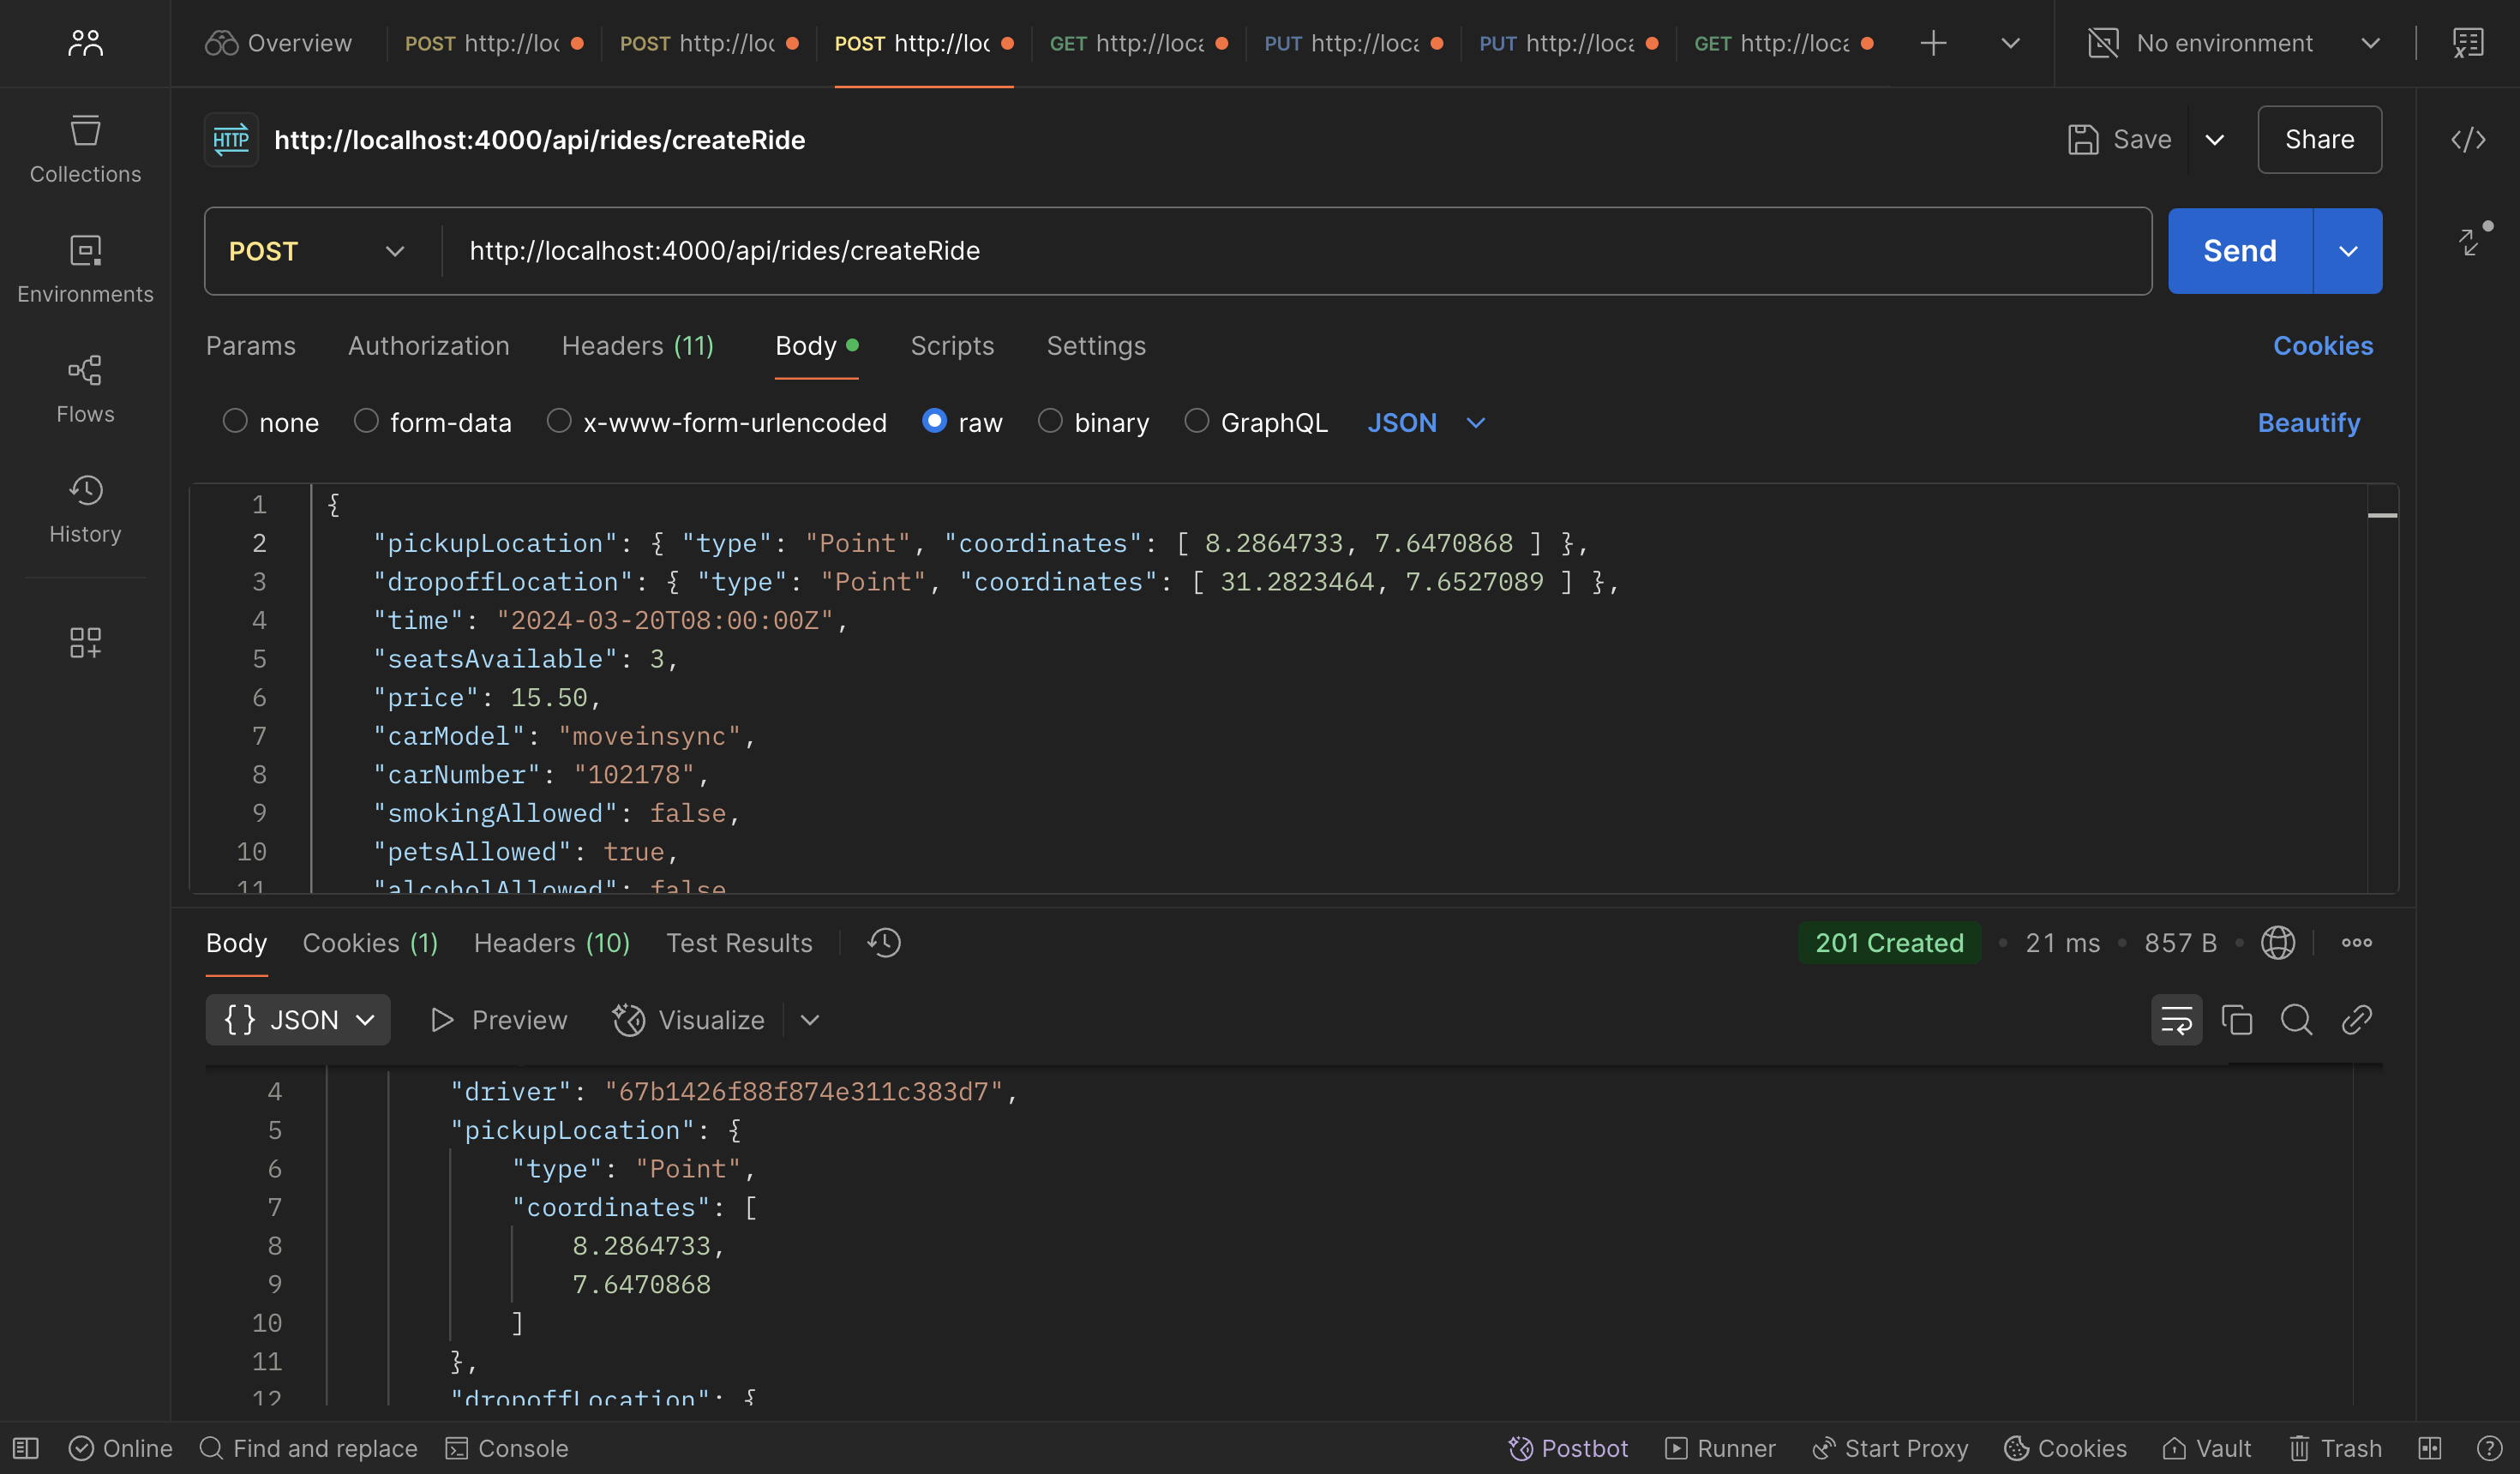 Overview POST http://loc POST http://loc POST http://loc GET http://loca PUT http://loca PUT http://loca GET http://loca No environment
HTTP http://localhost:4000/api/rides/createRide Save Share
Collections
POST http://localhost:4000/api/rides/createRide Send
Environments
Params Authorization Headers (11) Body Scripts Settings Cookies
Flows
none form-data x-www-form-urlencoded raw binary GraphQL JSON Beautify
History
1 {
2 "pickupLocation": { "type": "Point", "coordinates": [ 8.2864733, 7.6470868 ] },
3 "dropoffLocation": { "type": "Point", "coordinates": [ 31.2823464, 7.6527089 ] },
4 "time": "2024-03-20T08:00:00Z",
5 "seatsAvailable": 3,
6 "price": 15.50,
7 "carModel": "moveinsync",
8 "carNumber": "102178",
9 "smokingAllowed": false,
10 "petsAllowed": true,
11 "alcoholAllowed": false
Body Cookies (1) Headers (10) Test Results 201 Created • 21 ms • 857 B •
{} JSON Preview Visualize
4 "driver": "67b1426f88f874e311c383d7",
5 "pickupLocation": {
6 "type": "Point",
7 "coordinates": [
8 8.2864733,
9 7.6470868
10 ]
11 },
12 "dropoffLocation": {
Online Find and replace Console Postbot Runner Start Proxy Cookies Vault Trash